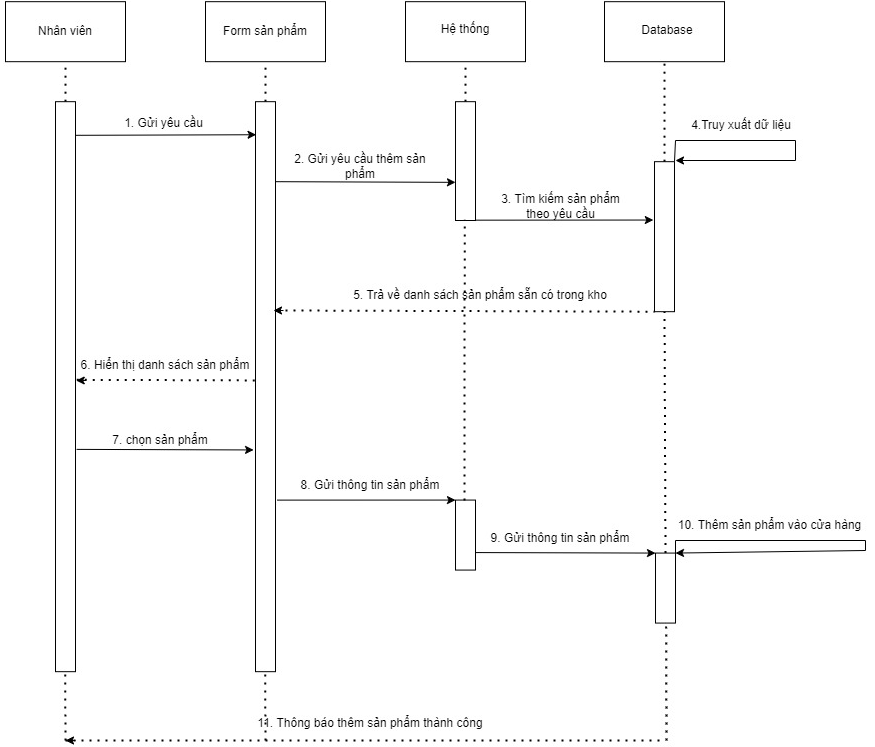 Nhân viên
Form sản phẩm
Hệ thống
Database
1. Gửi yêu cầu
4.Truy xuất dữ liệu
2. Gửi yêu cầu thêm sản
phẩm
3. Tìm kiếm sản phẩm
theo yêu cầu
5. Trả về danh sách sản phẩm sẵn có trong kho
6. Hiển thị danh sách sản phẩm
7. chọn sản phẩm
8. Gửi thông tin sản phẩm
9. Gửi thông tin sản phẩm
10. Thêm sản phẩm vào cửa hàng
11. Thông báo thêm sản phẩm thành công